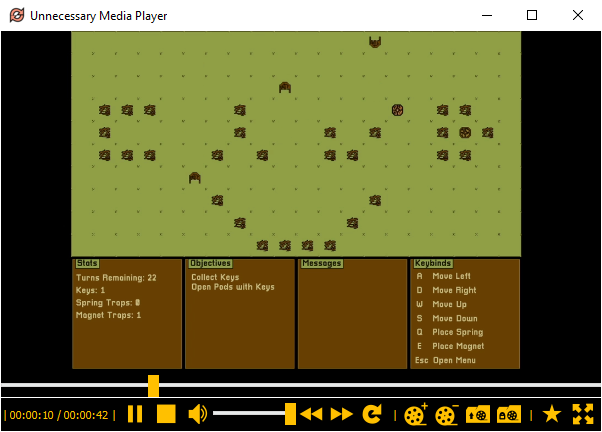 Unnecessary Media Player
Stats
Turns Remaining: 22
Keys: 1
Spring Traps: 0
Magnet Traps: 1
Objectives
Collect Keys
Open Pods with Keys
Messages
Keybinds
A Move Left
D Move Right
W Move Up
S Move Down
Q Place Spring
E Place Magnet
Esc Open Menu
| 00:00:10 / 00:00:42 |